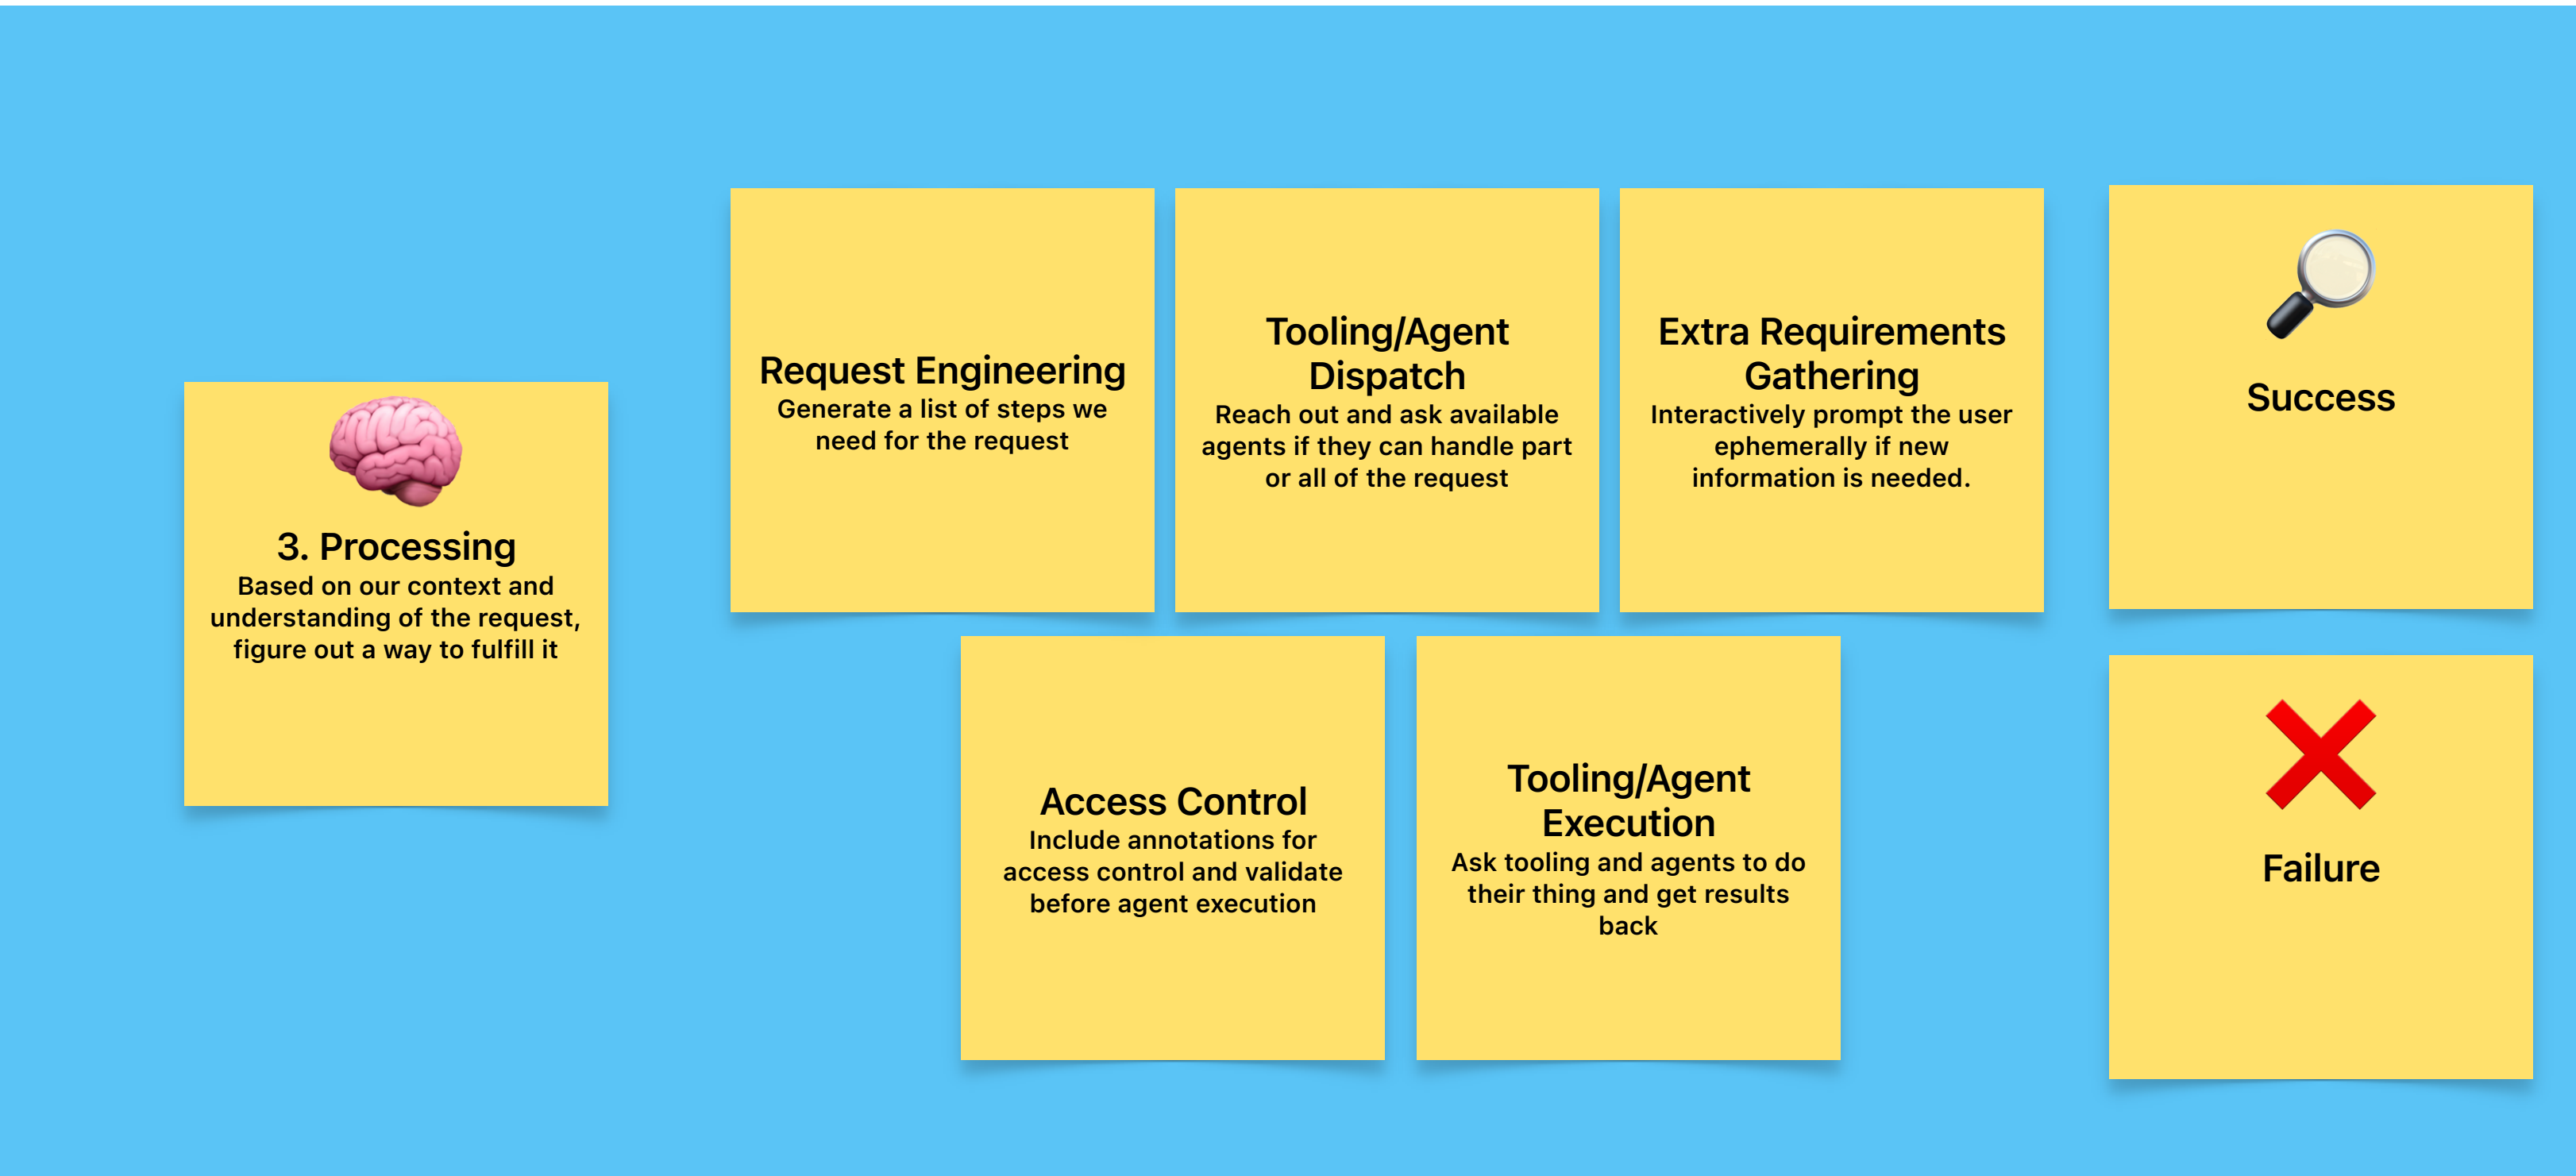 3. Processing
Based on our context and
understanding of the request,
figure out a way to fulfill it
Request Engineering
Generate a list of steps we
need for the request
Tooling/Agent
Dispatch
Reach out and ask available
agents if they can handle part
or all of the request
Extra Requirements
Gathering
Interactively prompt the user
ephemerally if new
information is needed.
Access Control
Include annotations for
access control and validate
before agent execution
Tooling/Agent
Execution
Ask tooling and agents to do
their thing and get results
back
Success
Failure